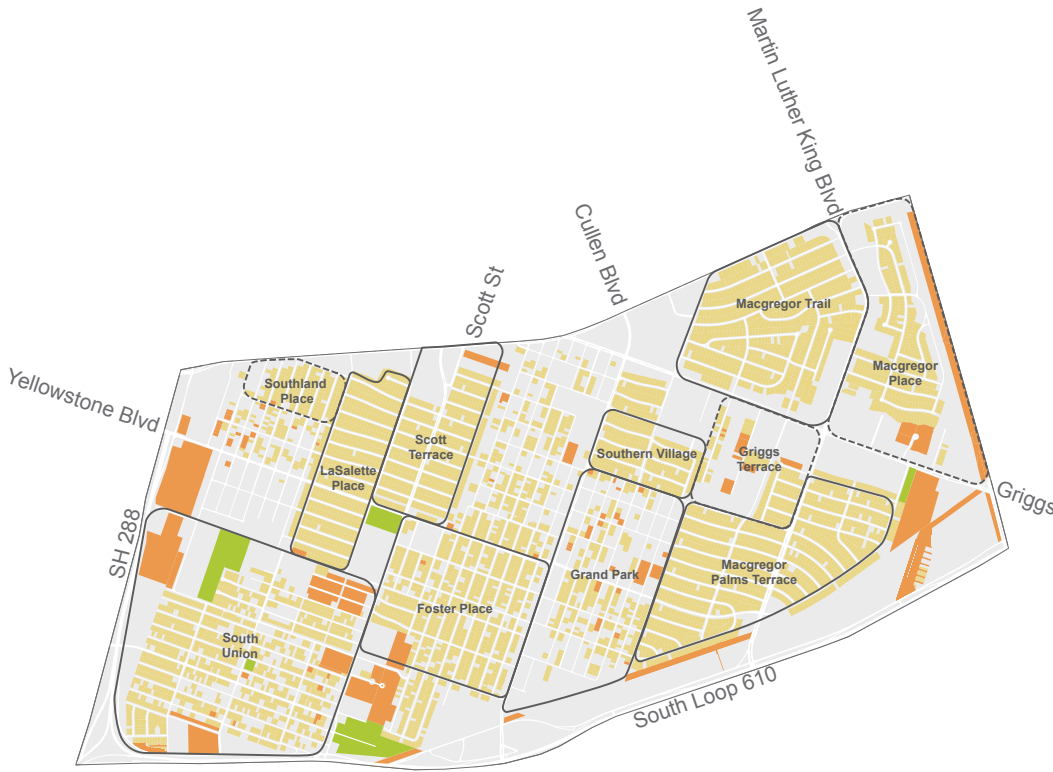 Martin Luther King Blvd
Cullen Blvd
Scott St
Macgregor Trail
Macgregor
Place
Yellowstone Blvd
Southland
Place
Scott
Terrace
Southern Village
Griggs
Terrace
LaSalette
Place
Griggs
SH 288
Grand Park
Macgregor
Palms Terrace
Foster Place
South
Union
South Loop 610